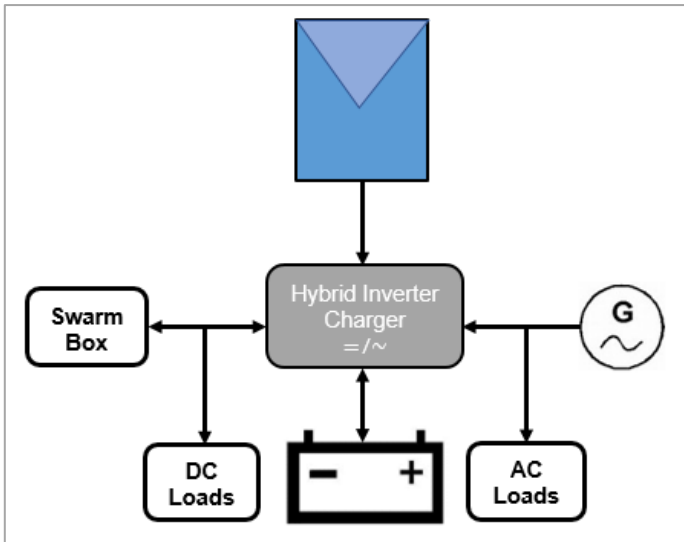 Hybrid Inverter
Charger
=/~
Swarm
Box
G
DC
Loads
− +
AC
Loads